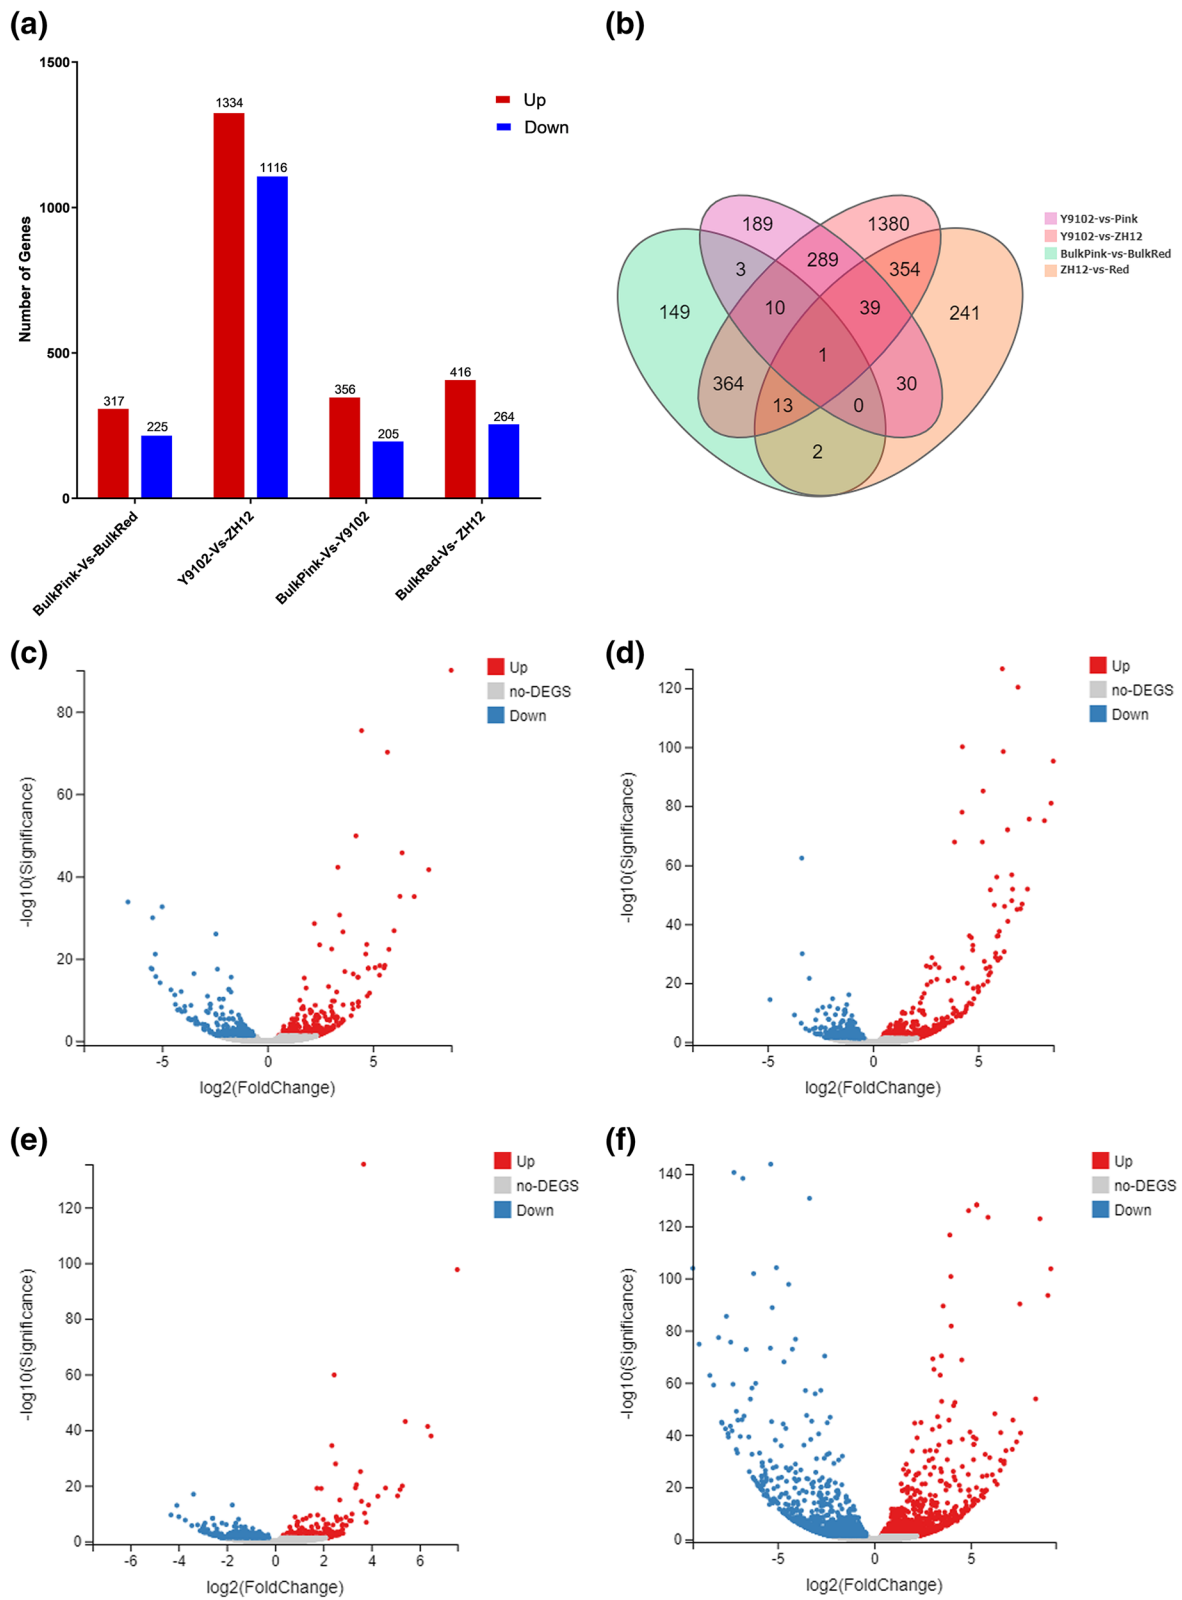 (a)
Number of Genes
1500
1000
500
0
317
225
1334
1116
356
205
416
264
Up
Down
BulkPink-Vs-BulkRed
Y9102-Vs-ZH12
BulkPink-Vs-Y9102
BulkRed-Vs- ZH12
(b)
189
1380
3
289
354
149
10
39
241
1
364
13
0
30
2
Y9102-vs-Pink
Y9102-vs-ZH12
BulkPink-vs-BulkRed
ZH12-vs-Red
(c)
-log10(Significance)
80
60
40
20
0
-5
0
5
log2(FoldChange)
Up
no-DEGS
Down
(d)
-log10(Significance)
120
100
80
60
40
20
0
-5
0
5
log2(FoldChange)
Up
no-DEGS
Down
(e)
-log10(Significance)
120
100
80
60
40
20
0
-6
-4
-2
0
2
4
6
log2(FoldChange)
Up
no-DEGS
Down
(f)
-log10(Significance)
140
120
100
80
60
40
20
0
-5
0
5
log2(FoldChange)
Up
no-DEGS
Down